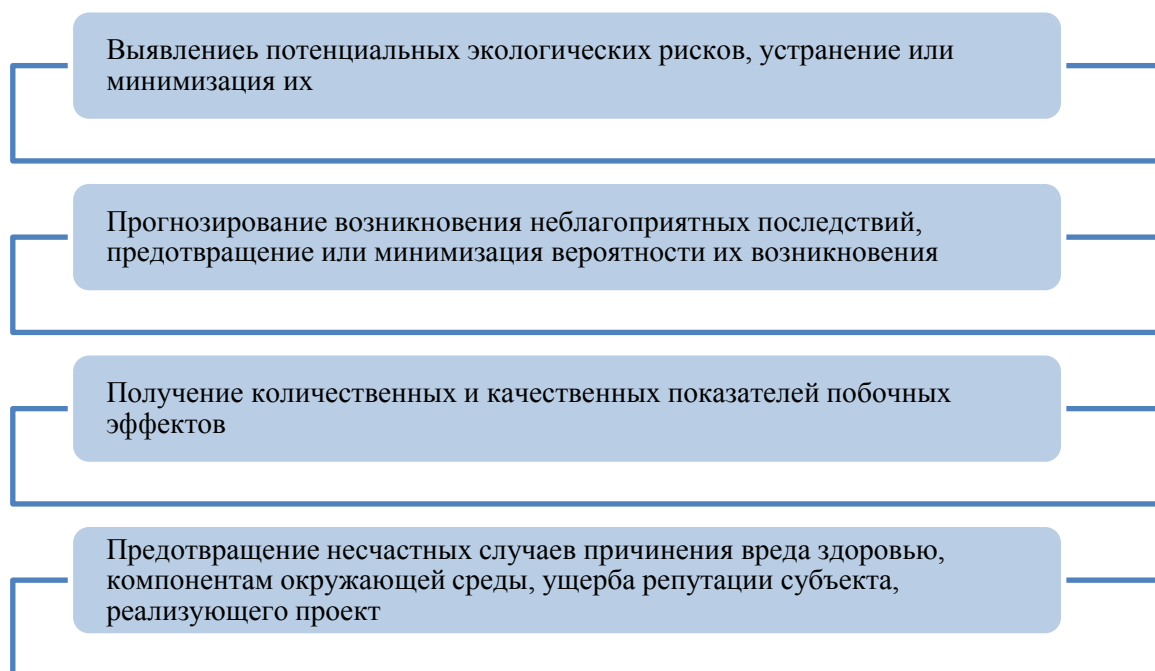 Выявлениеь потенциальных экологических рисков, устранение или
минимизация их
Прогнозирование возникновения неблагоприятных последствий,
предотвращение или минимизация вероятности их возникновения
Получение количественных и качественных показателей побочных
эффектов
Предотвращение несчастных случаев причинения вреда здоровью,
компонентам окружающей среды, ущерба репутации субъекта,
реализующего проект